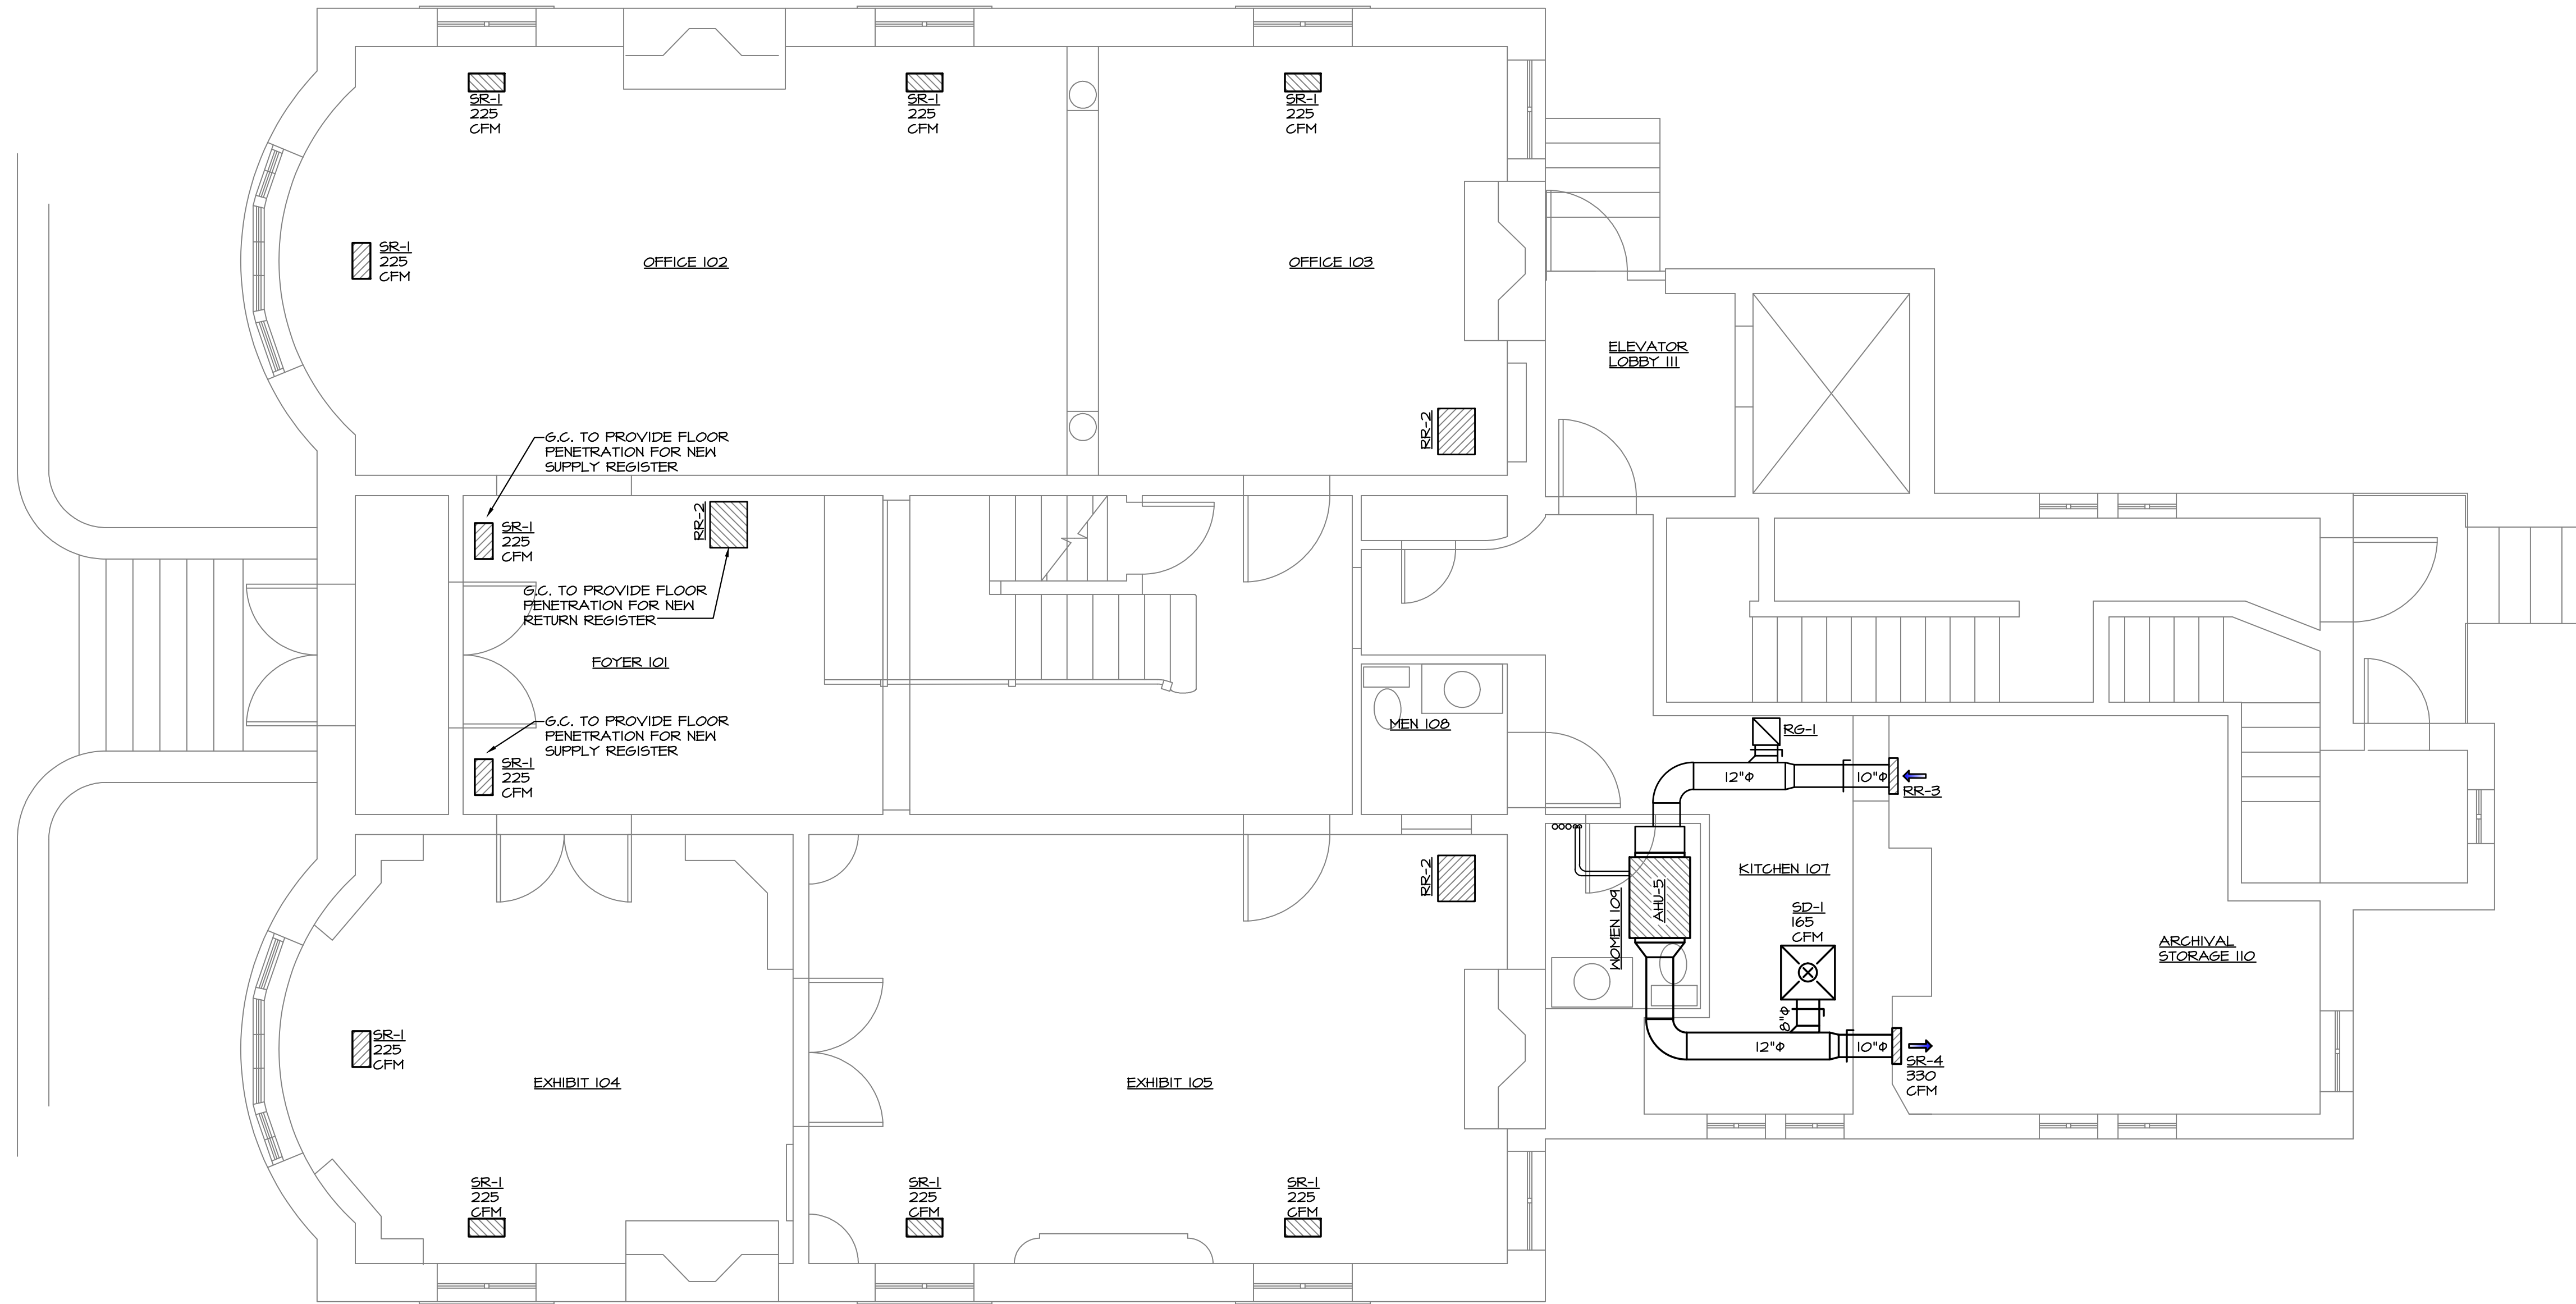 SR-1
225
CFM
SR-1
225
CFM
SR-1
225
CFM
SR-1
225
CFM
OFFICE 102
OFFICE 103
ELEVATOR
LOBBY 111
RR-2
G.C. TO PROVIDE FLOOR
PENETRATION FOR NEW
SUPPLY REGISTER
SR-1
225
CFM
RR-2
G.C. TO PROVIDE FLOOR
PENETRATION FOR NEW
RETURN REGISTER
FOYER 101
G.C. TO PROVIDE FLOOR
PENETRATION FOR NEW
SUPPLY REGISTER
SR-1
225
CFM
MEN 108
RG-1
12"Φ
10"Φ
RR-3
RR-2
WOMEN 109
AHU-5
KITCHEN 107
SD-1
165
CFM
ARCHIVAL
STORAGE 110
8"Φ
12"Φ
10"Φ
SR-4
330
CFM
SR-1
225
CFM
EXHIBIT 104
EXHIBIT 105
SR-1
225
CFM
SR-1
225
CFM
SR-1
225
CFM